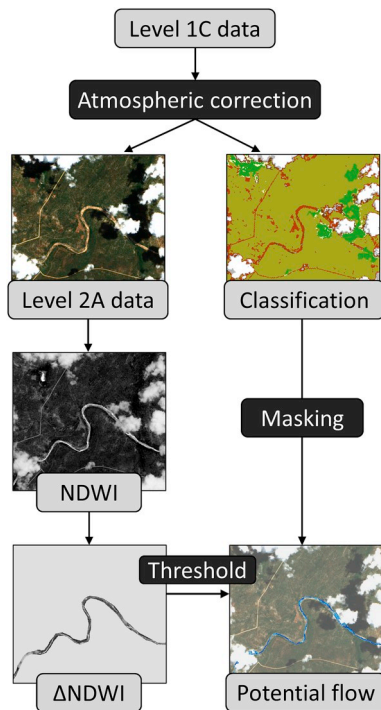 Level 1C data
Atmospheric correction
Level 2A data
Classification
Masking
NDWI
Threshold
ΔNDWI
Potential flow